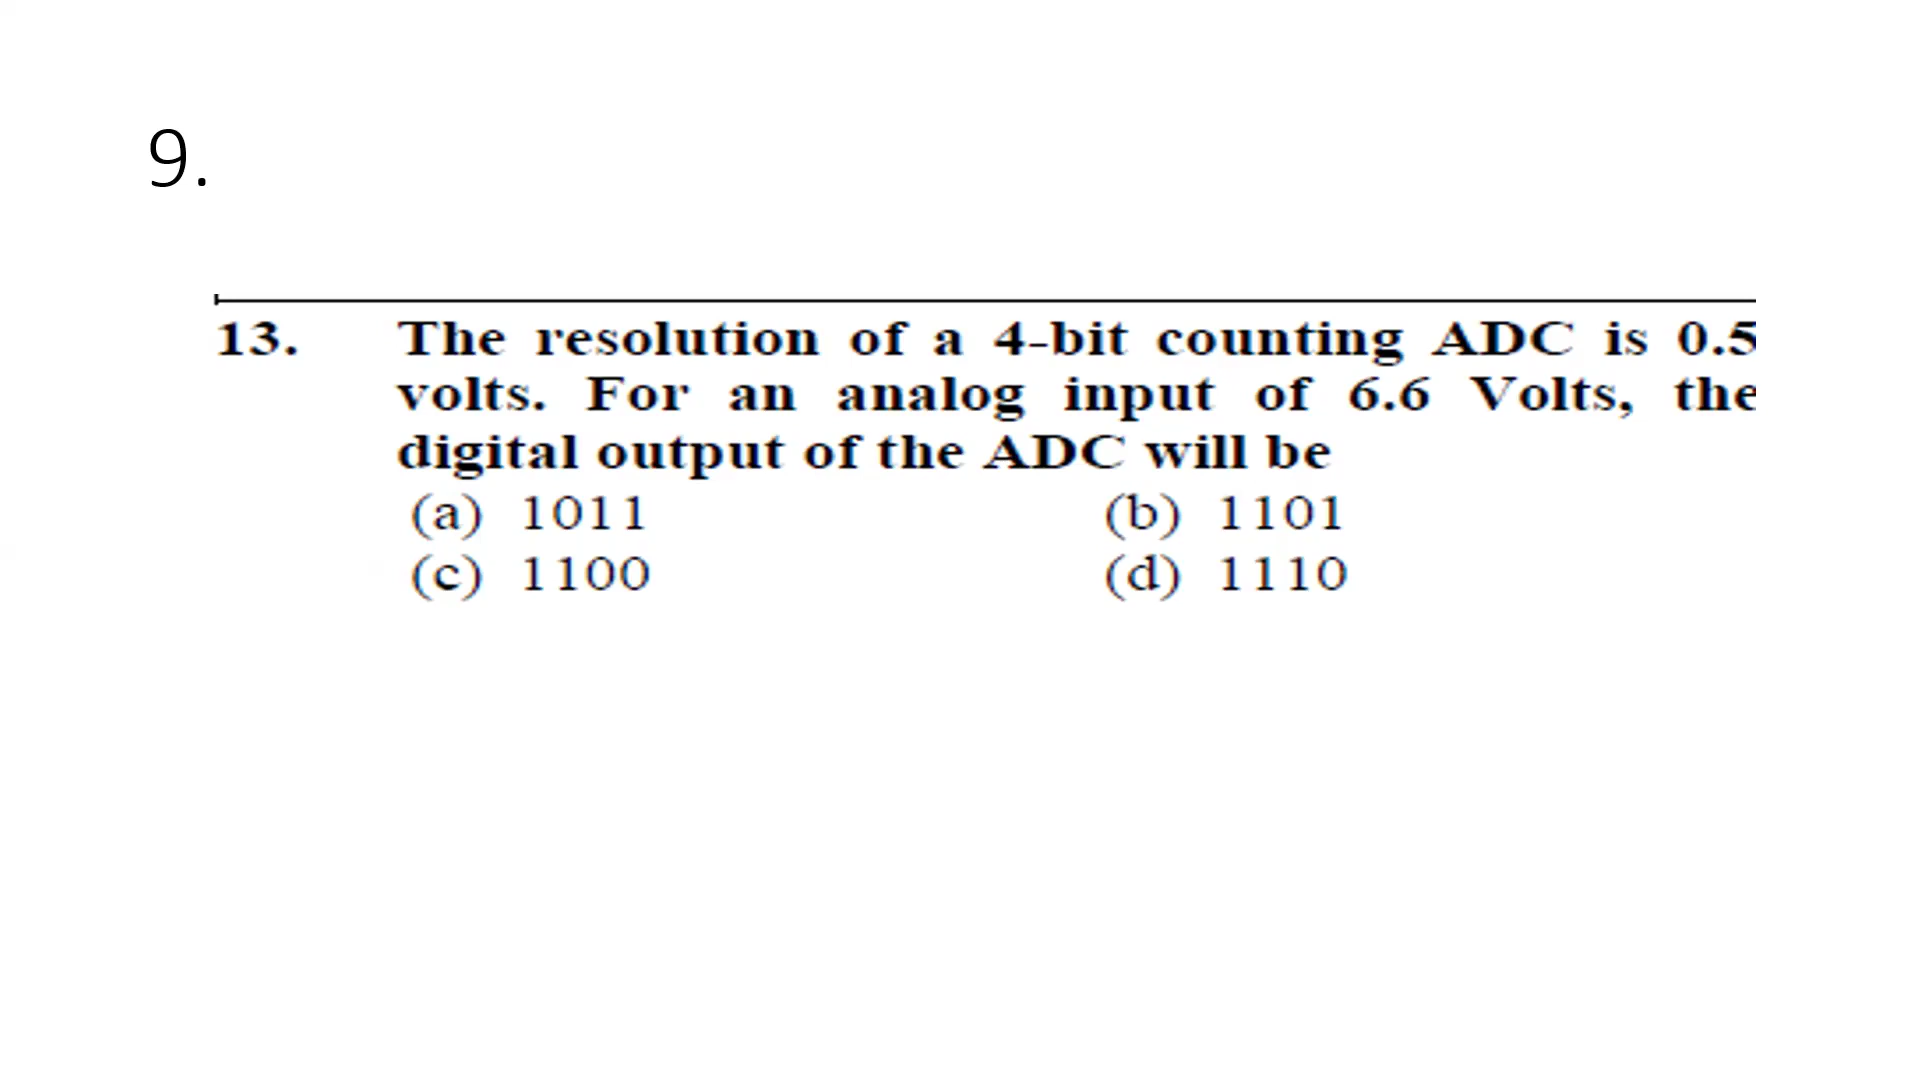 9.
13. The resolution of a 4-bit counting ADC is 0.5
volts. For an analog input of 6.6 Volts, the
digital output of the ADC will be
(a) 1011 (b) 1101
(c) 1100 (d) 1110